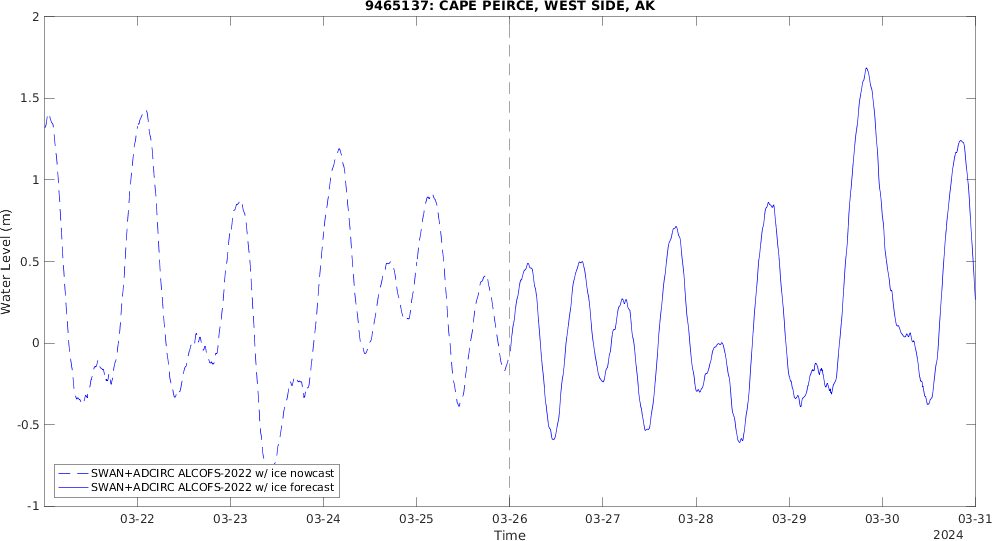 9465137: CAPE PEIRCE, WEST SIDE, AK
2
1.5
1
0.5
0
-0.5
-1
Water Level (m)
SWAN+ADCIRC ALCOFS-2022 w/ ice nowcast
SWAN+ADCIRC ALCOFS-2022 w/ ice forecast
03-22 03-23 03-24 03-25 03-26 03-27 03-28 03-29 03-30 03-31
Time
2024